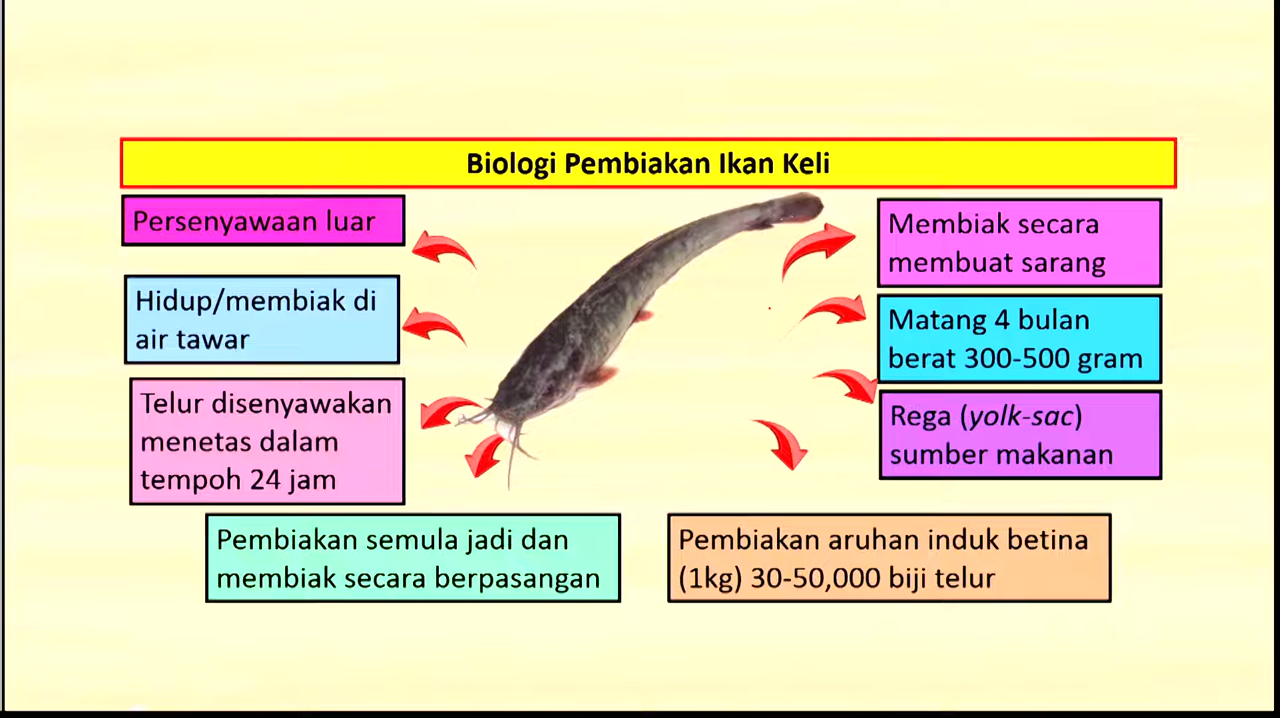 Biologi Pembiakan Ikan Keli
Persenyawaan luar
Hidup/membiak di
air tawar
Telur disenyawakan
menetas dalam
tempoh 24 jam
Pembiakan semula jadi dan
membiak secara berpasangan
Membiak secara
membuat sarang
Matang 4 bulan
berat 300-500 gram
Rega (yolk-sac)
sumber makanan
Pembiakan aruhan induk betina
(1kg) 30-50,000 biji telur